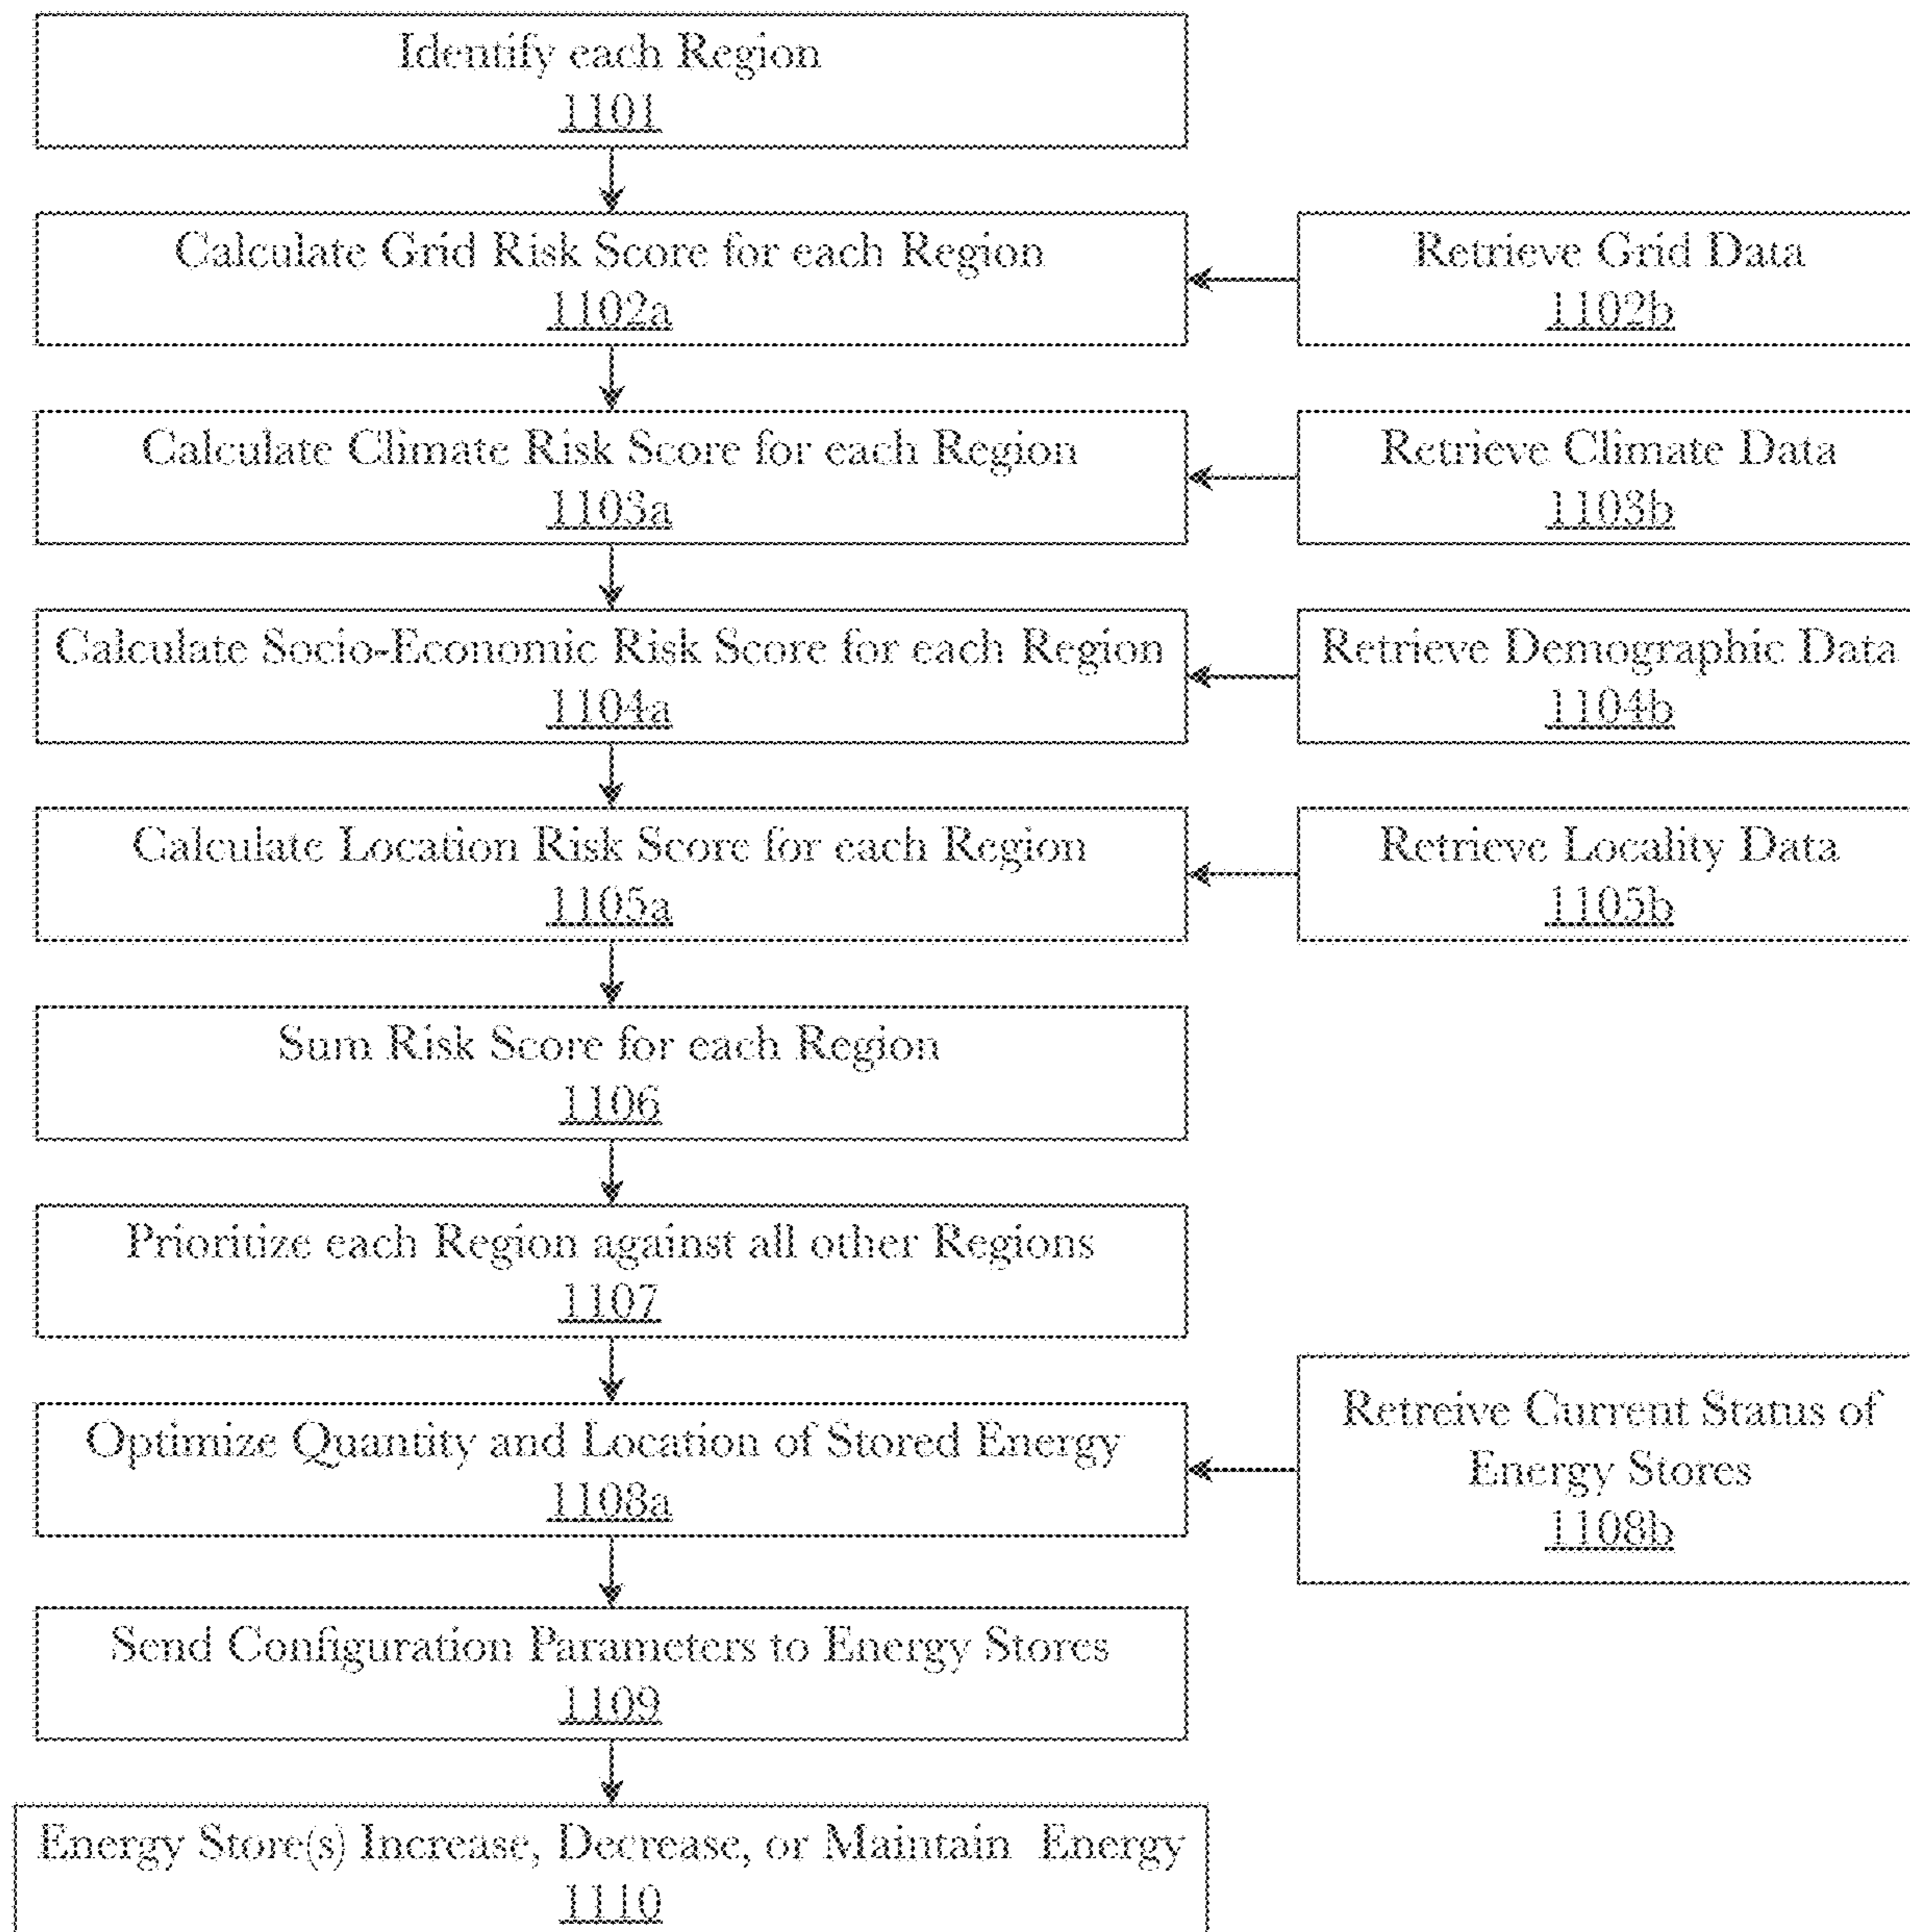 Identify each Region
1101
Calculate Grid Risk Score for each Region
1102a
Retrieve Grid Data
1102b
Calculate Climate Risk Score for each Region
1103a
Retrieve Climate Data
1103b
Calculate Socio-Economic Risk Score for each Region
1104a
Retrieve Demographic Data
1104b
Calculate Location Risk Score for each Region
1105a
Retrieve Locality Data
1105b
Sum Risk Score for each Region
1106
Prioritize each Region against all other Regions
1107
Optimize Quantity and Location of Stored Energy
1108a
Retreive Current Status of
Energy Stores
1108b
Send Configuration Parameters to Energy Stores
1109
Energy Store(s) Increase, Decrease, or Maintain Energy
1110